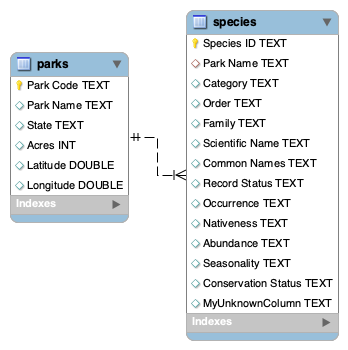 parks
Park Code TEXT
Park Name TEXT
State TEXT
Acres INT
Latitude DOUBLE
Longitude DOUBLE
Indexes
species
Species ID TEXT
Park Name TEXT
Category TEXT
Order TEXT
Family TEXT
Scientific Name TEXT
Common Names TEXT
Record Status TEXT
Occurrence TEXT
Nativeness TEXT
Abundance TEXT
Seasonality TEXT
Conservation Status TEXT
MyUnknownColumn TEXT
Indexes